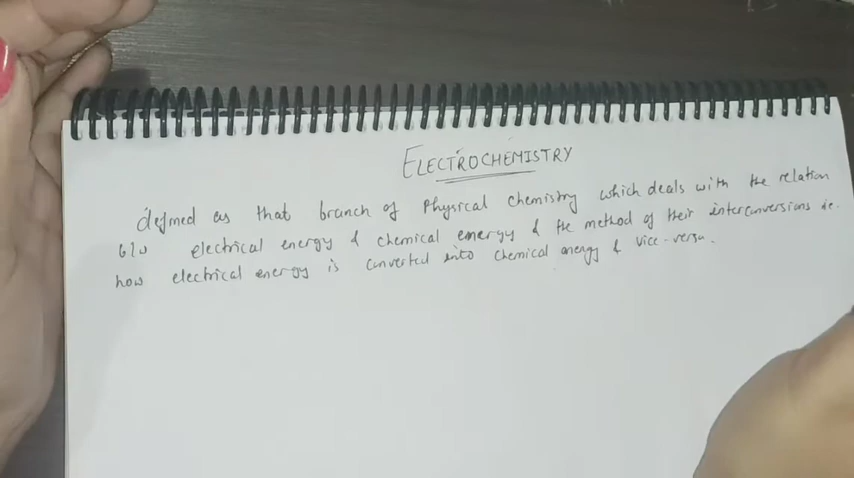 ELECTROCHEMISTRY
defined as that branch of Physical Chemistry which deals with the relation
b/w electrical energy & chemical energy & the method of their interconversions ie.
how electrical energy is converted into chemical energy & vice-versa.